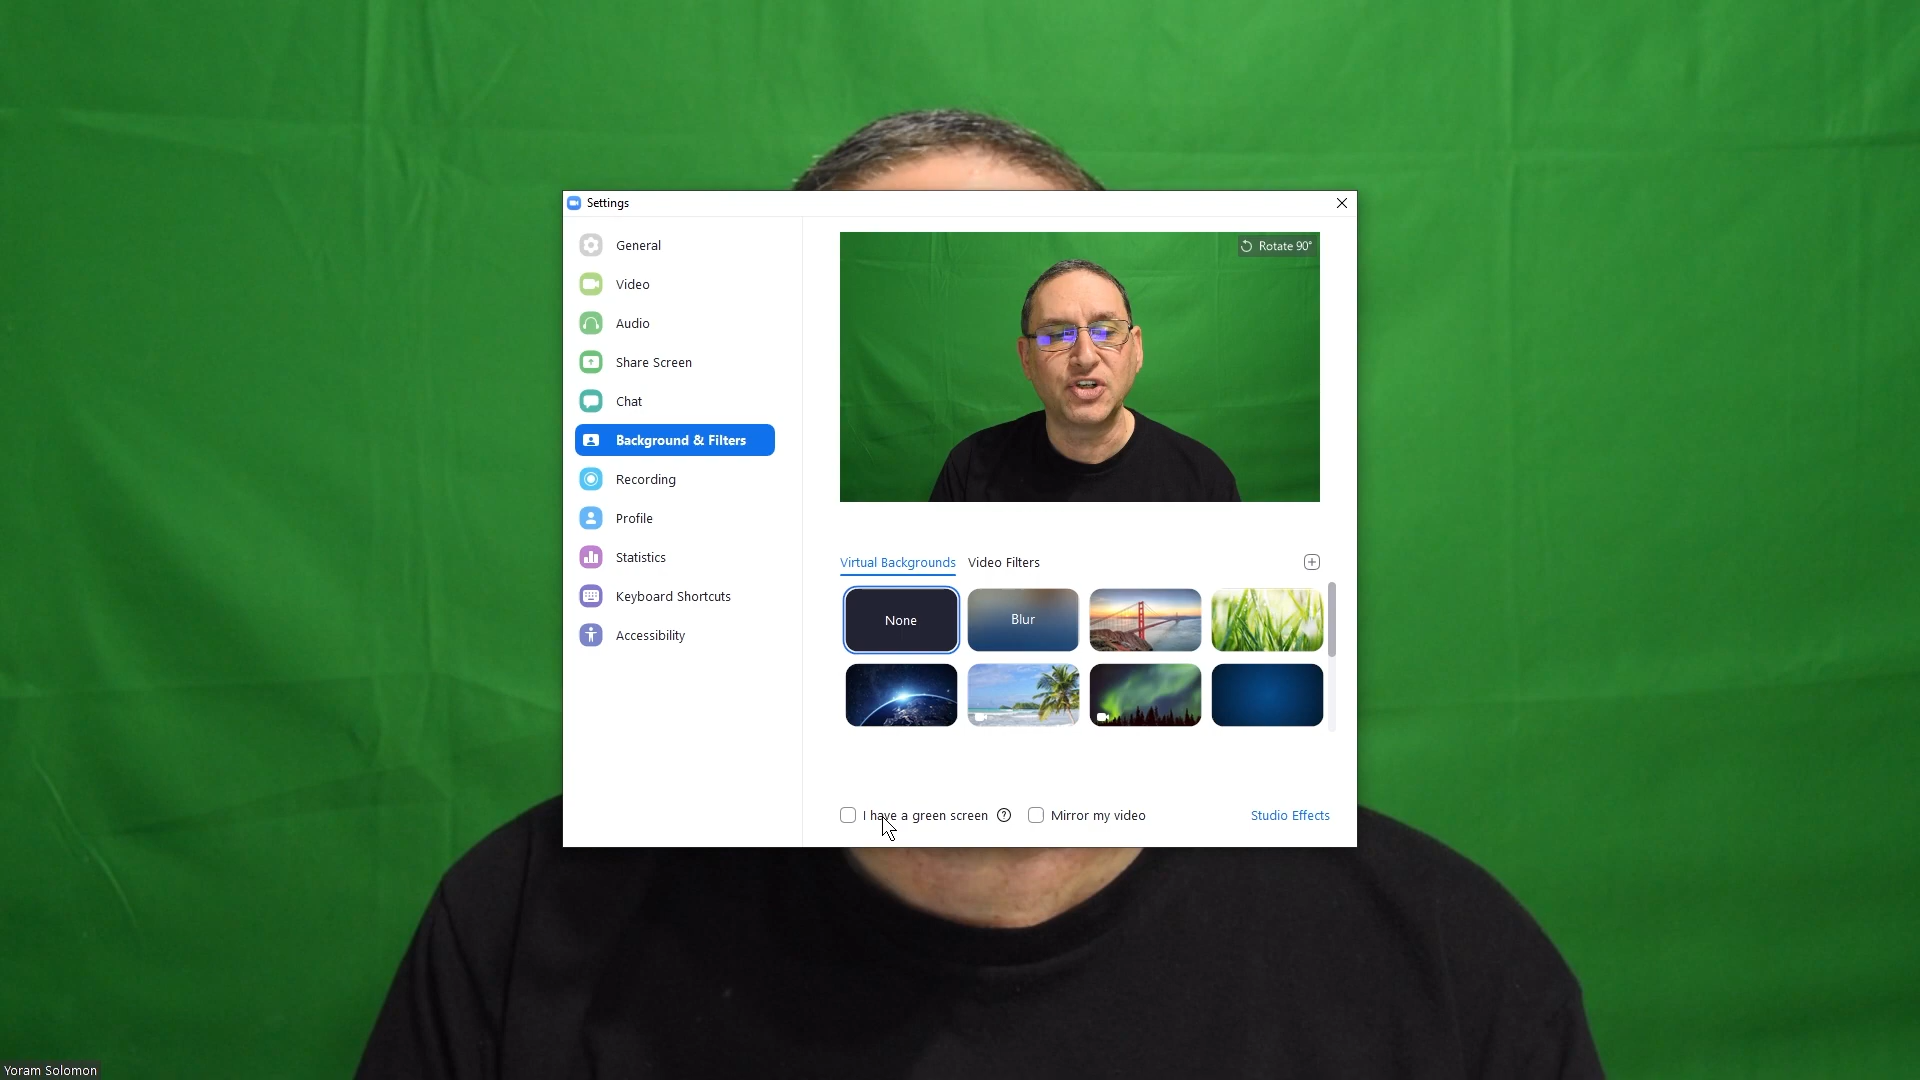 Settings
General
Video
Audio
Share Screen
Chat
Background & Filters
Recording
Profile
Statistics
Keyboard Shortcuts
Accessibility
Rotate 90°
Virtual Backgrounds Video Filters
None Blur
I have a green screen Mirror my video Studio Effects
Yoram Solomon